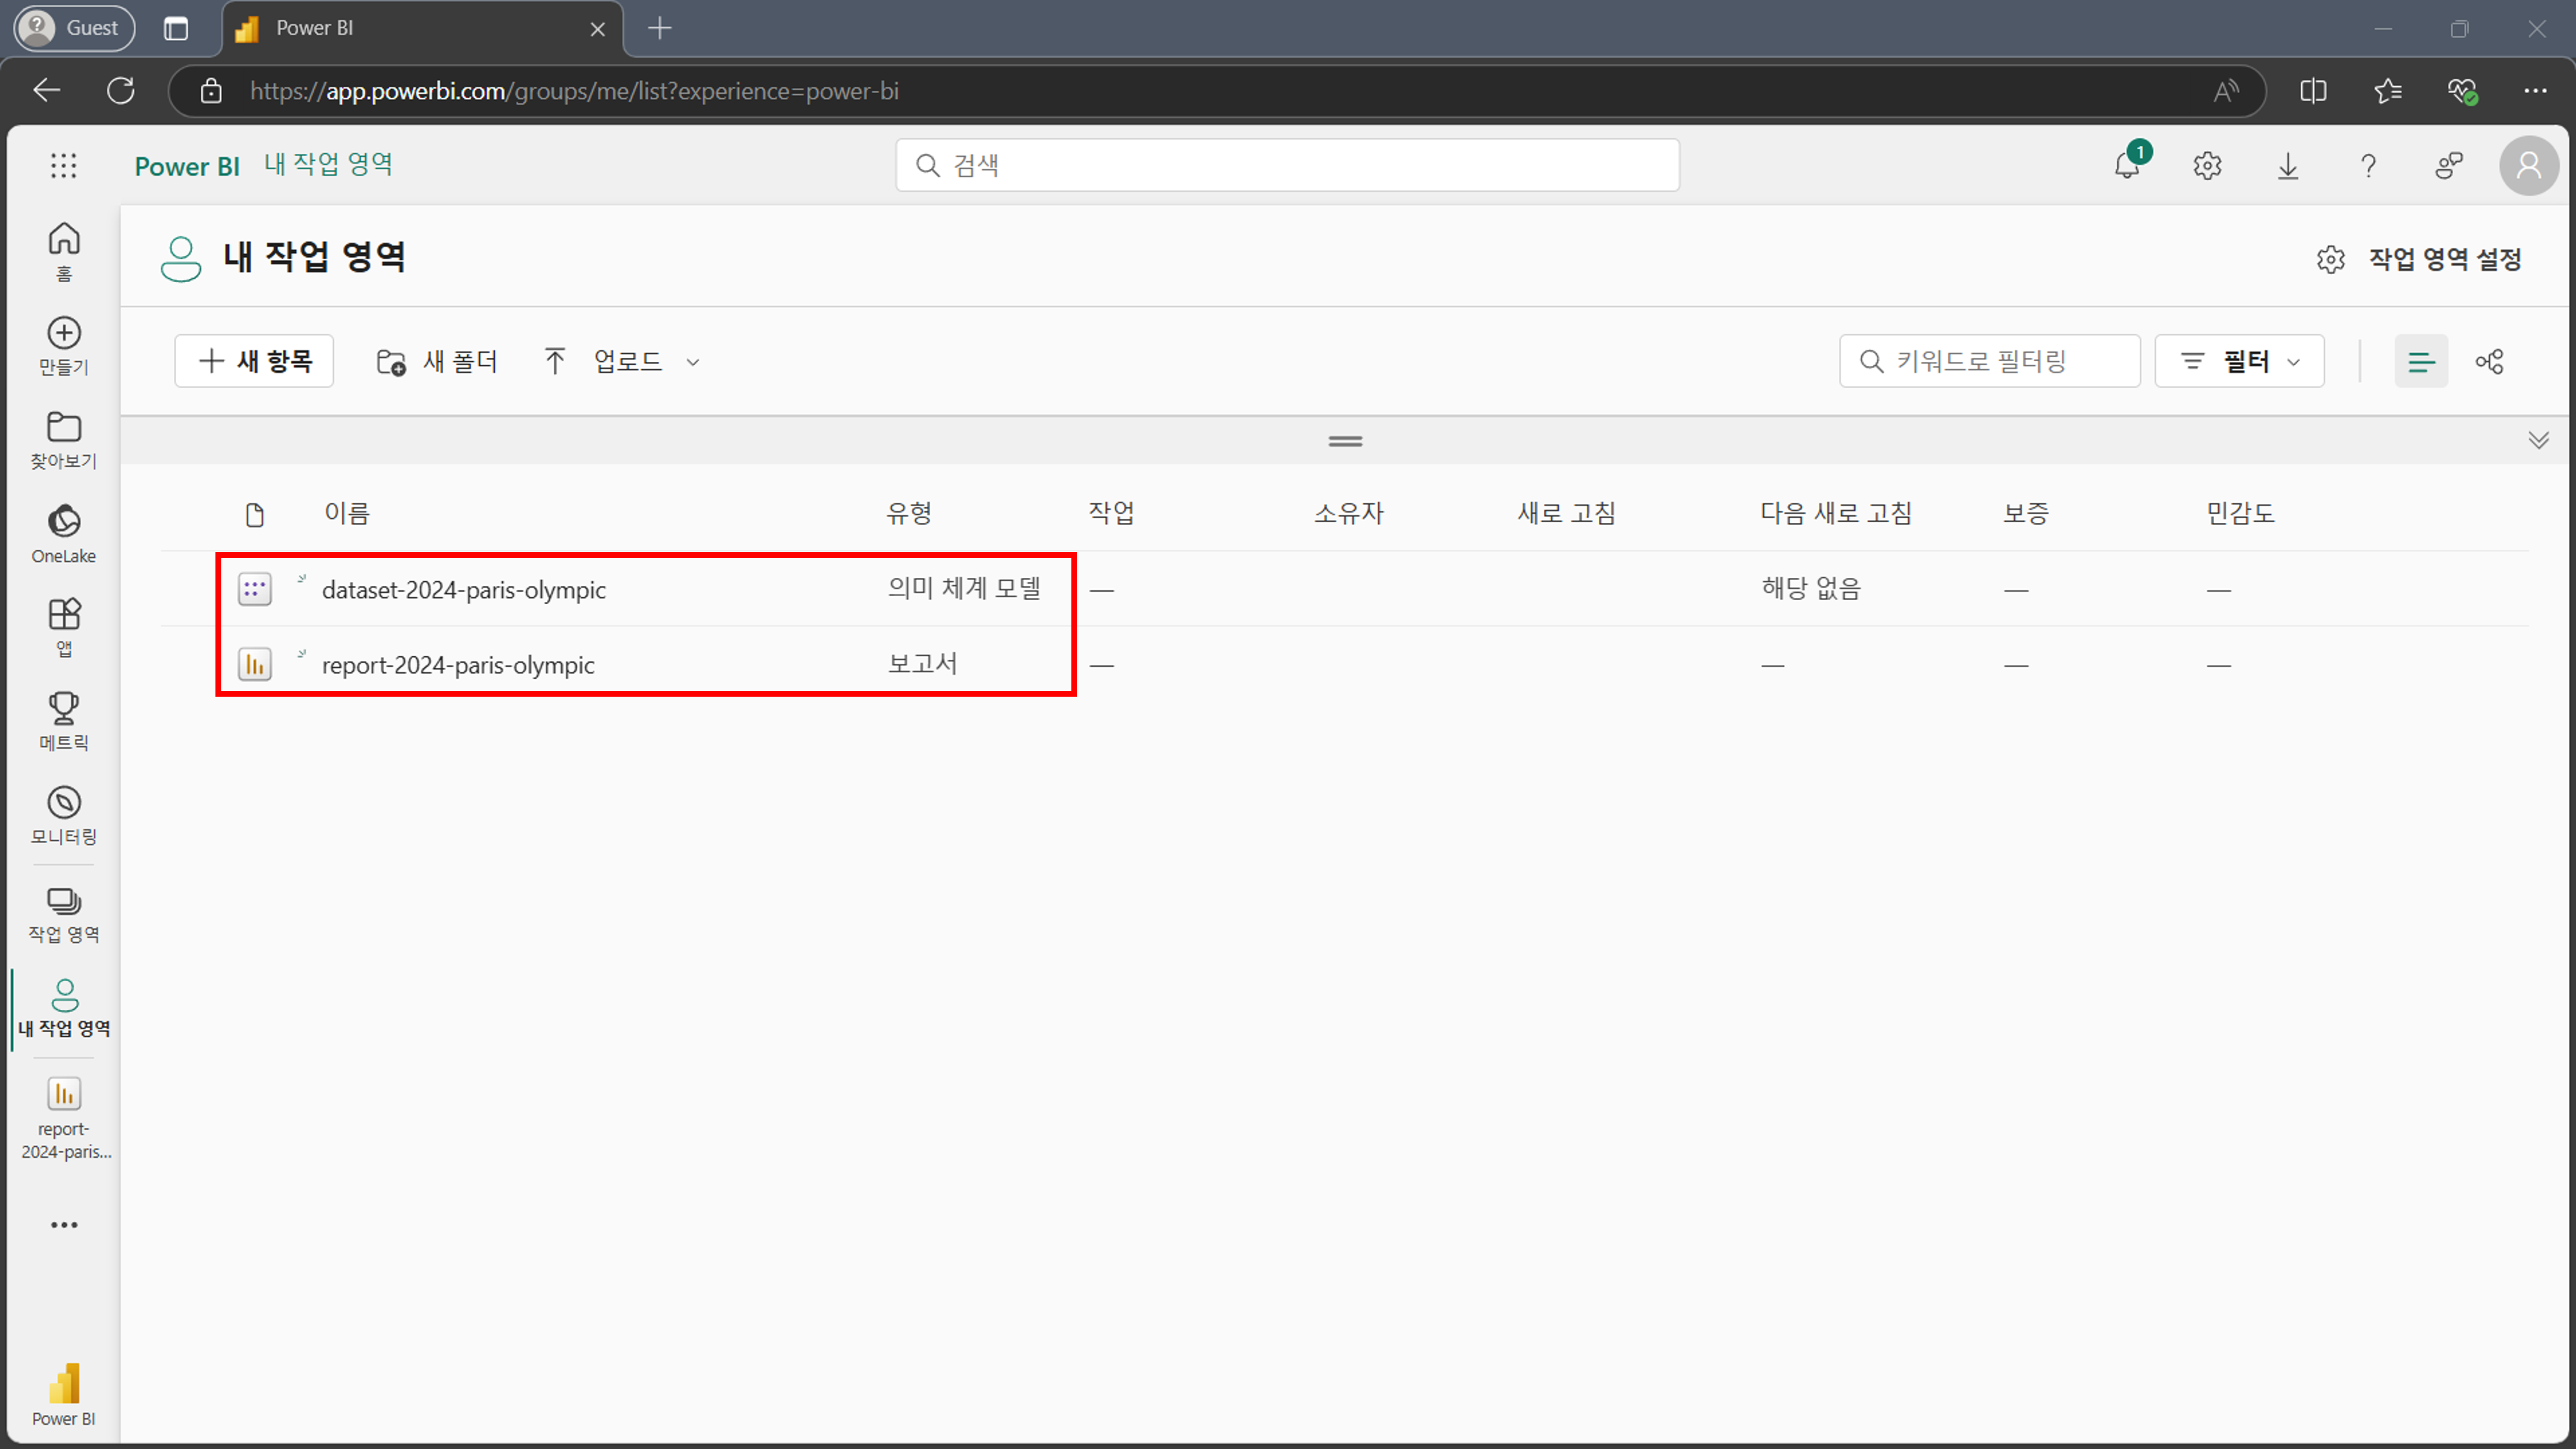 Guest
Power BI
https://app.powerbi.com/groups/me/list?experience=power-bi
Power BI 내 작업 영역
검색
1
홈
만들기
찾아보기
OneLake
앱
메트릭
모니터링
작업 영역
내 작업 영역
report-
2024-paris...
Power BI
내 작업 영역
작업 영역 설정
새 항목 새 폴더 업로드
키워드로 필터링 필터
이름 유형 작업 소유자 새로 고침 다음 새로 고침 보증 민감도
dataset-2024-paris-olympic 의미 체계 모델 — 해당 없음 — —
report-2024-paris-olympic 보고서 — — — —